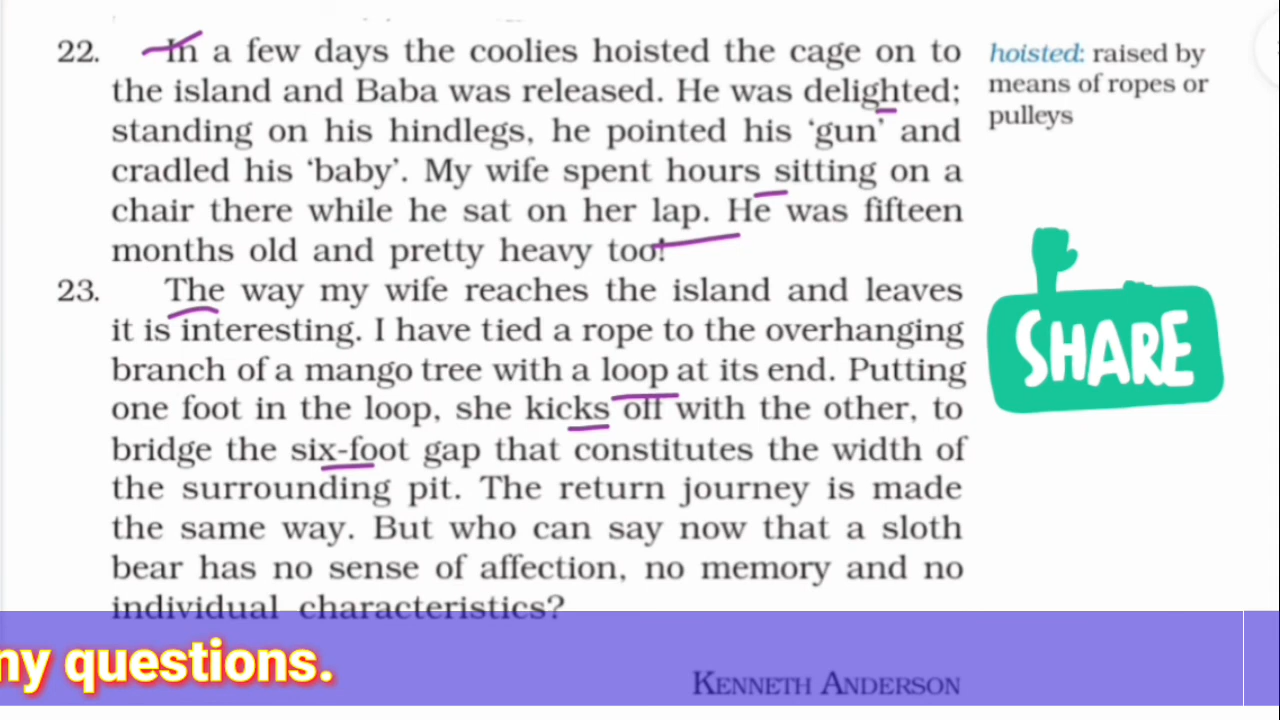 22. In a few days the coolies hoisted the cage on to
the island and Baba was released. He was delighted;
standing on his hindlegs, he pointed his ‘gun’ and
cradled his ‘baby’. My wife spent hours sitting on a
chair there while he sat on her lap. He was fifteen
months old and pretty heavy too!
hoisted: raised by
means of ropes or
pulleys
23. The way my wife reaches the island and leaves
it is interesting. I have tied a rope to the overhanging
branch of a mango tree with a loop at its end. Putting
one foot in the loop, she kicks off with the other, to
bridge the six-foot gap that constitutes the width of
the surrounding pit. The return journey is made
the same way. But who can say now that a sloth
bear has no sense of affection, no memory and no
individual characteristics?
SHARE
ny questions.
KENNETH ANDERSON